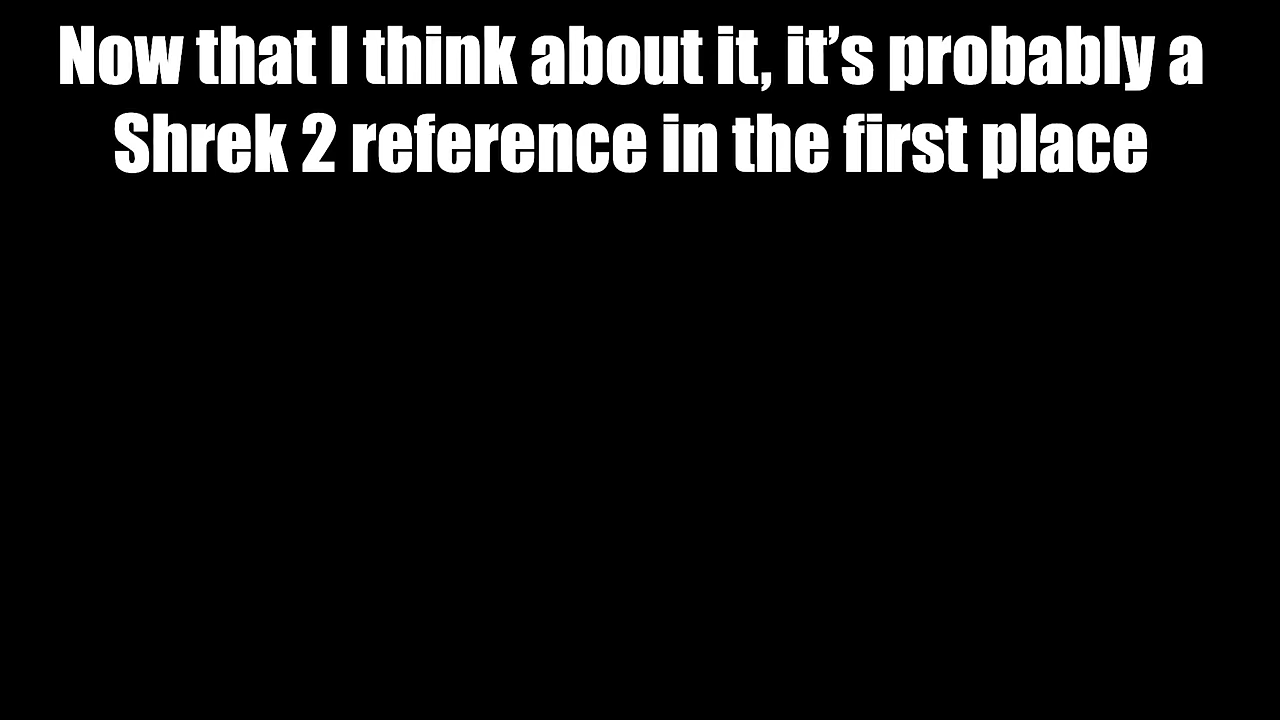 Now that I think about it, it’s probably a
Shrek 2 reference in the first place